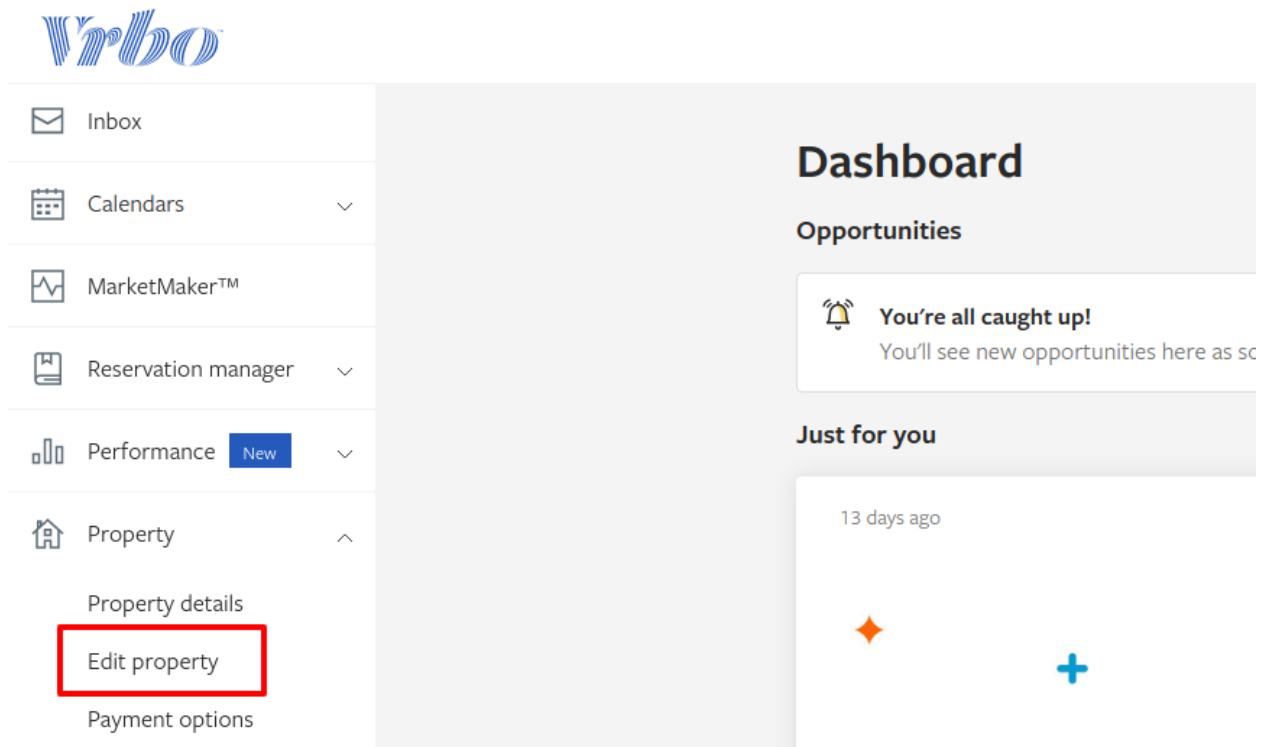 Vrbo
Inbox
Calendars
MarketMaker™
Reservation manager
Performance New
Property
Property details
Edit property
Payment options
Dashboard
Opportunities
You're all caught up!
You'll see new opportunities here as so
Just for you
13 days ago